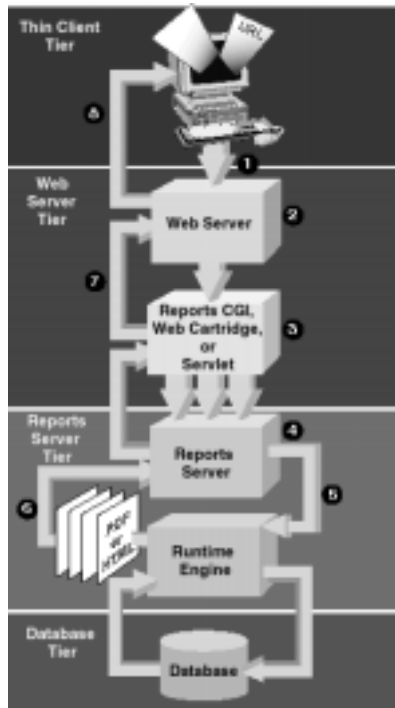 Thin Client
Tier
URL
8
1
Web
Server
Tier
2
Web Server
7
Reports CGI,
Web Cartridge,
or
Servlet
3
Reports
Server
Tier
4
Reports
Server
5
6
PDF
or
HTML
Runtime
Engine
Database
Tier
Database